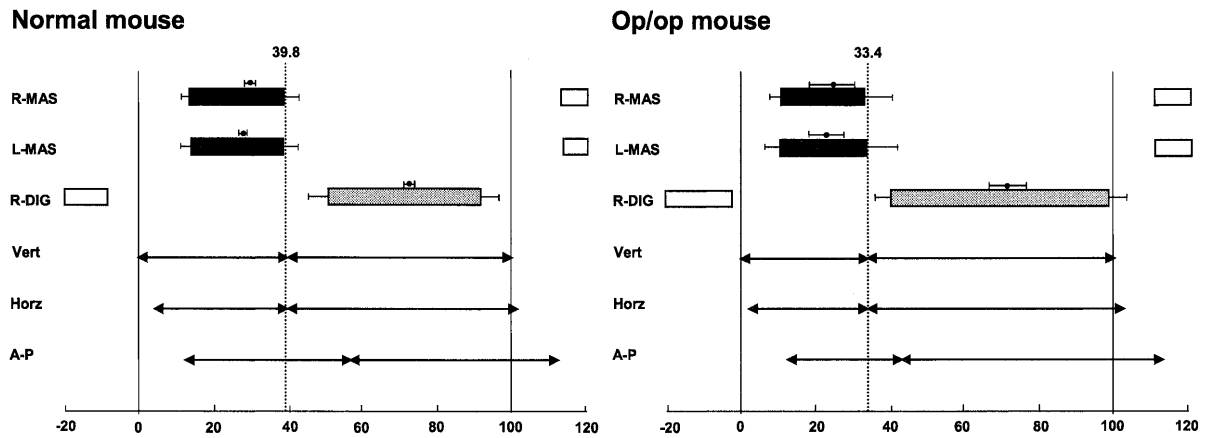 Normal mouse
39.8
R-MAS
L-MAS
R-DIG
Vert
Horz
A-P
-20 0 20 40 60 80 100 120
Op/op mouse
33.4
R-MAS
L-MAS
R-DIG
Vert
Horz
A-P
-20 0 20 40 60 80 100 120